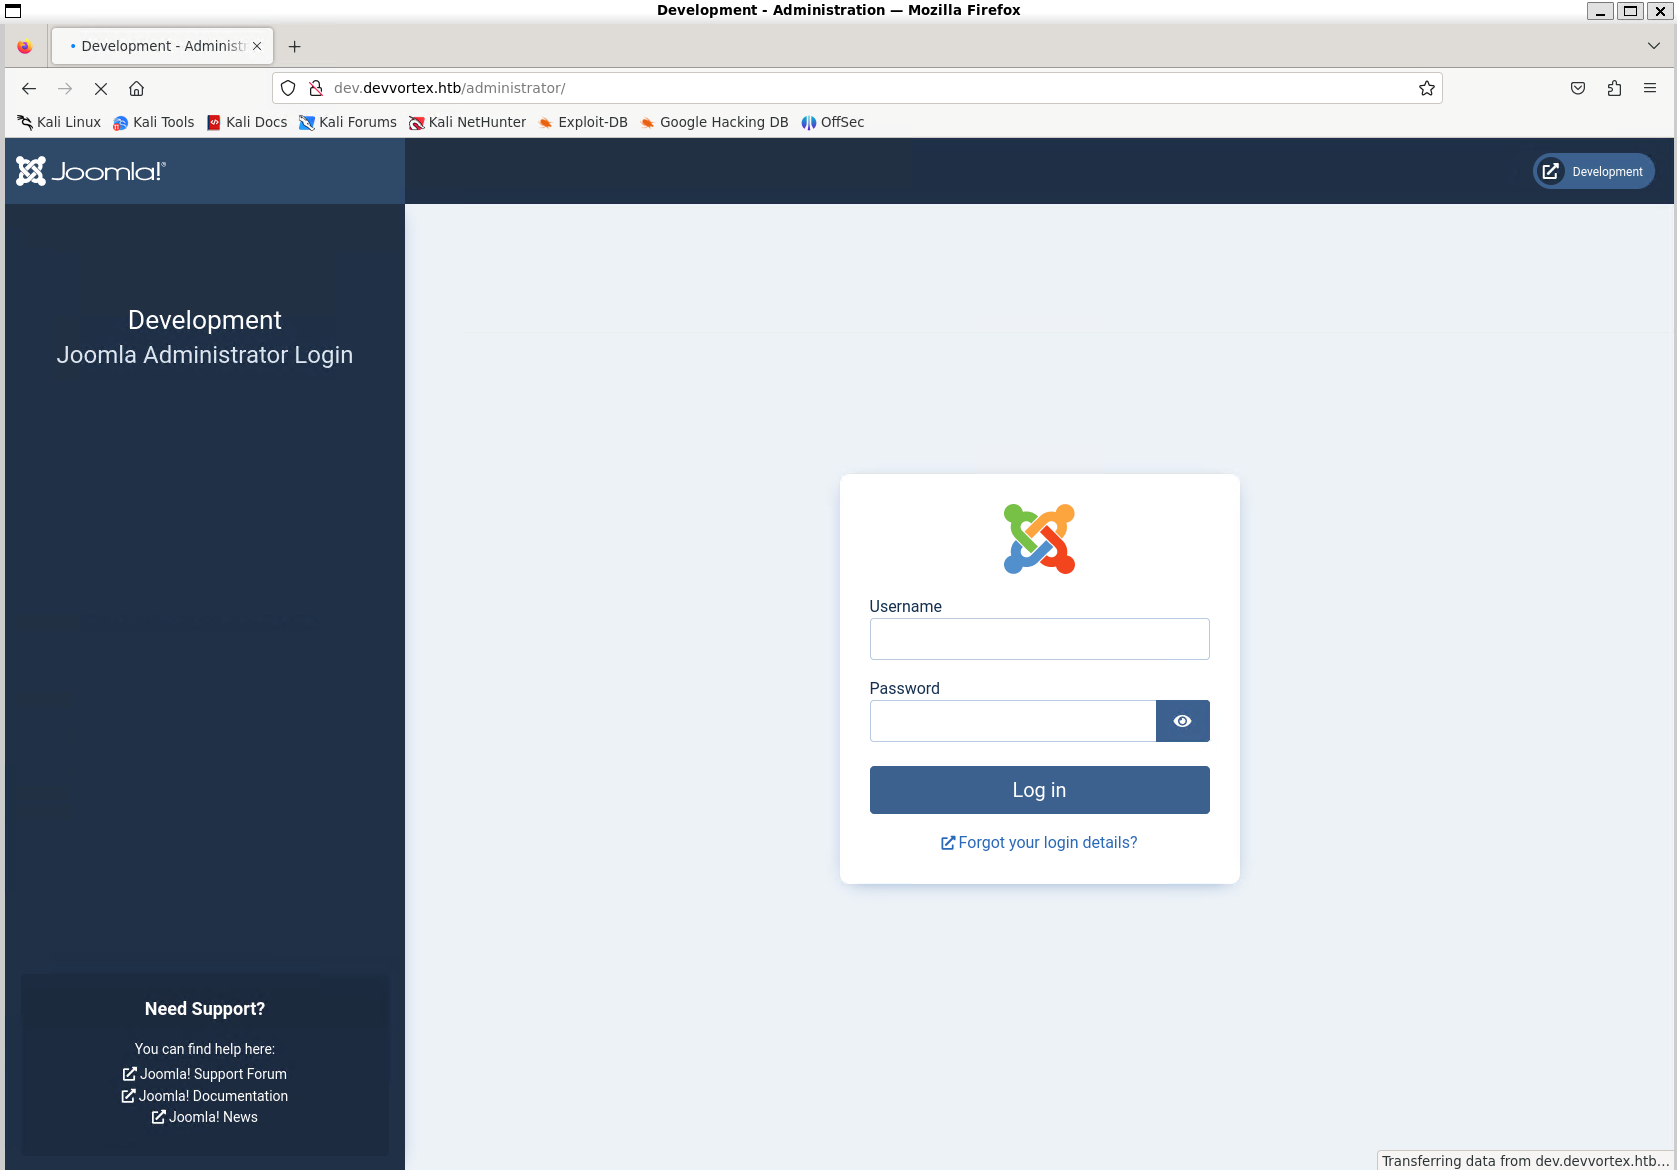 Development - Administration — Mozilla Firefox
Development - Administr
dev.devvortex.htb/administrator/
Kali Linux Kali Tools Kali Docs Kali Forums Kali NetHunter Exploit-DB Google Hacking DB OffSec
Joomla!®
Development
Development
Joomla Administrator Login
Username
Password
Log in
Forgot your login details?
Need Support?
You can find help here:
Joomla! Support Forum
Joomla! Documentation
Joomla! News
Transferring data from dev.devvortex.htb…